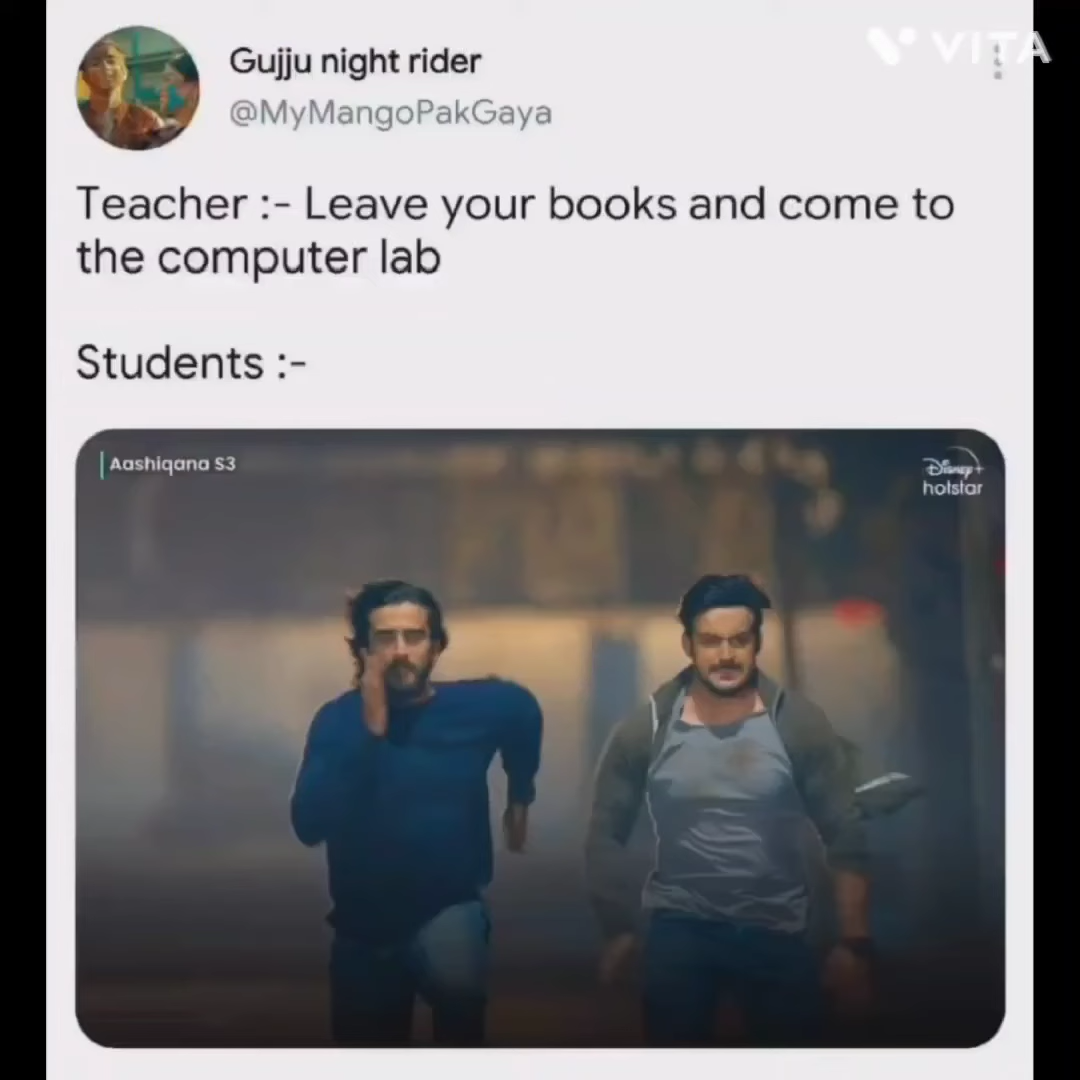 VITA
Gujju night rider
@MyMangoPakGaya
Teacher :- Leave your books and come to
the computer lab
Students :-
Aashiqana S3
Disney+
hotstar